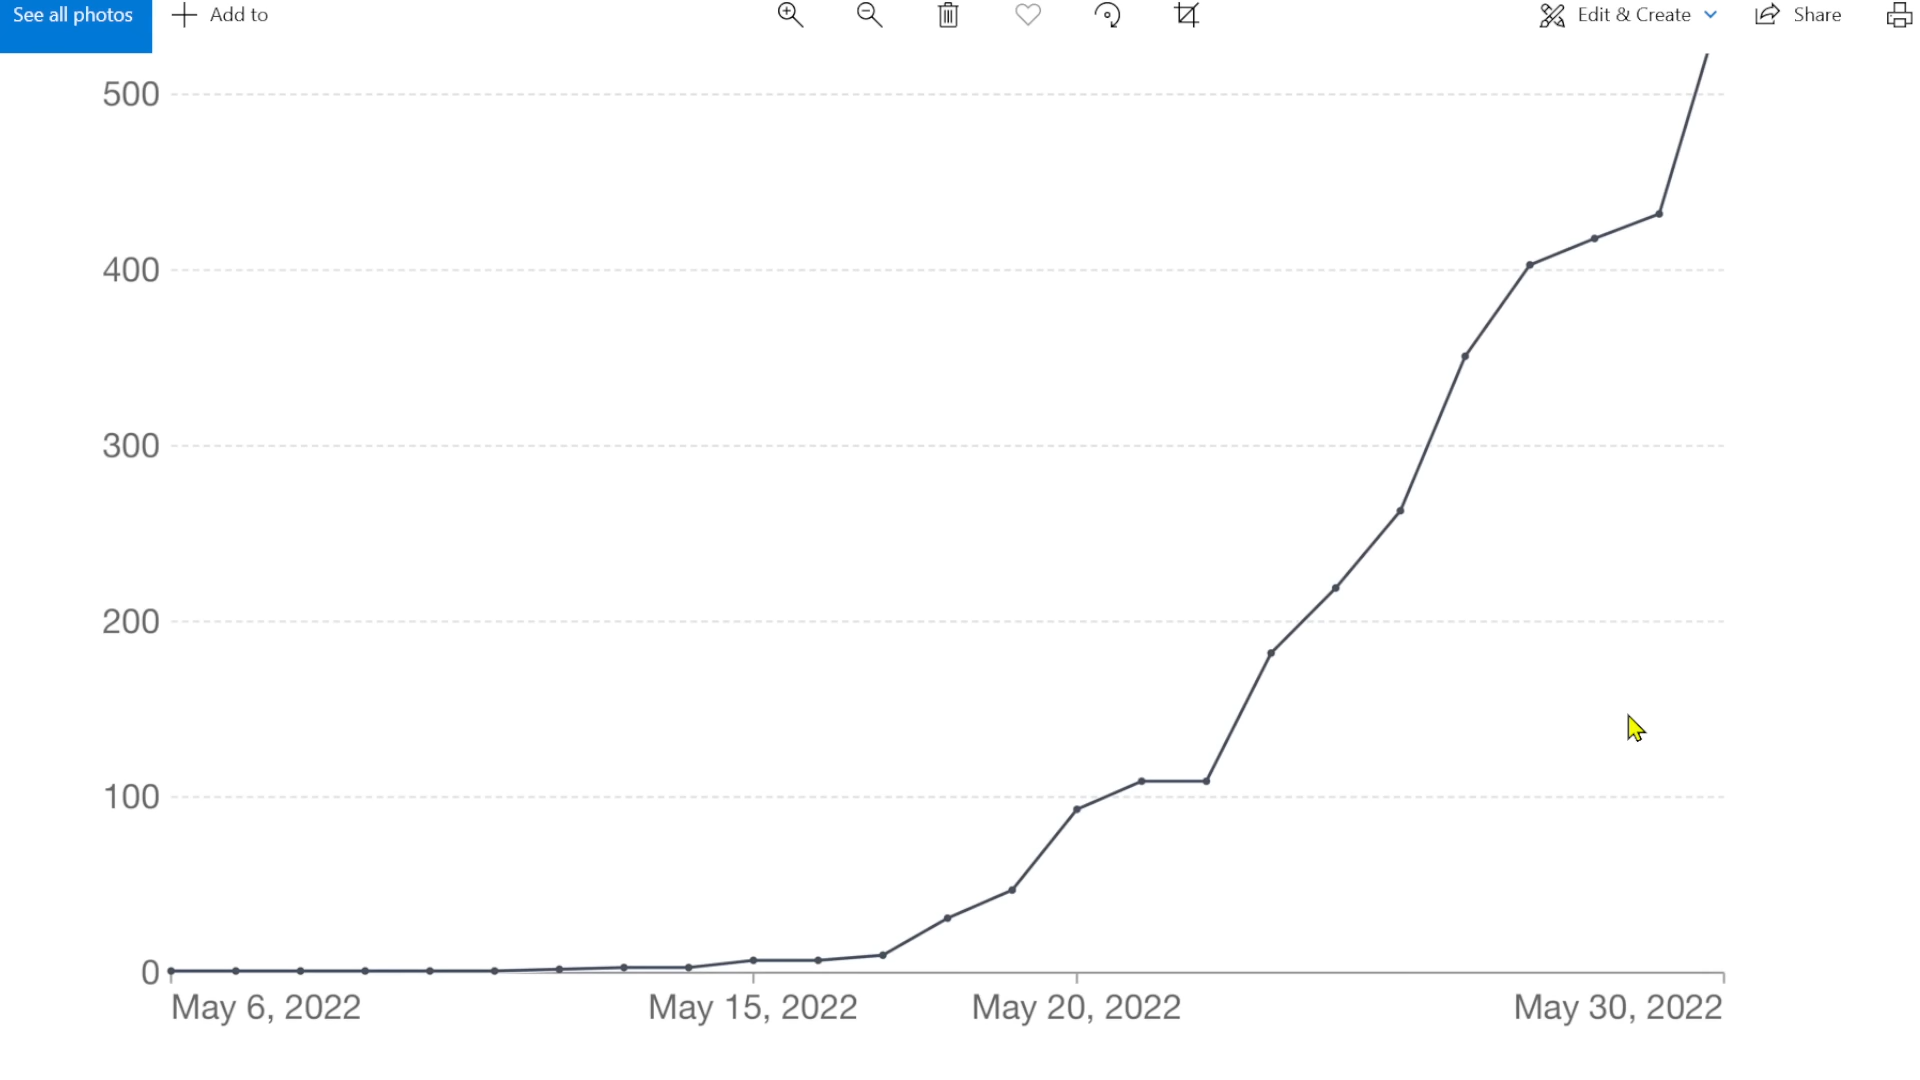 See all photos
Add to
Edit & Create
Share
500
400
300
200
100
0
May 6, 2022
May 15, 2022
May 20, 2022
May 30, 2022